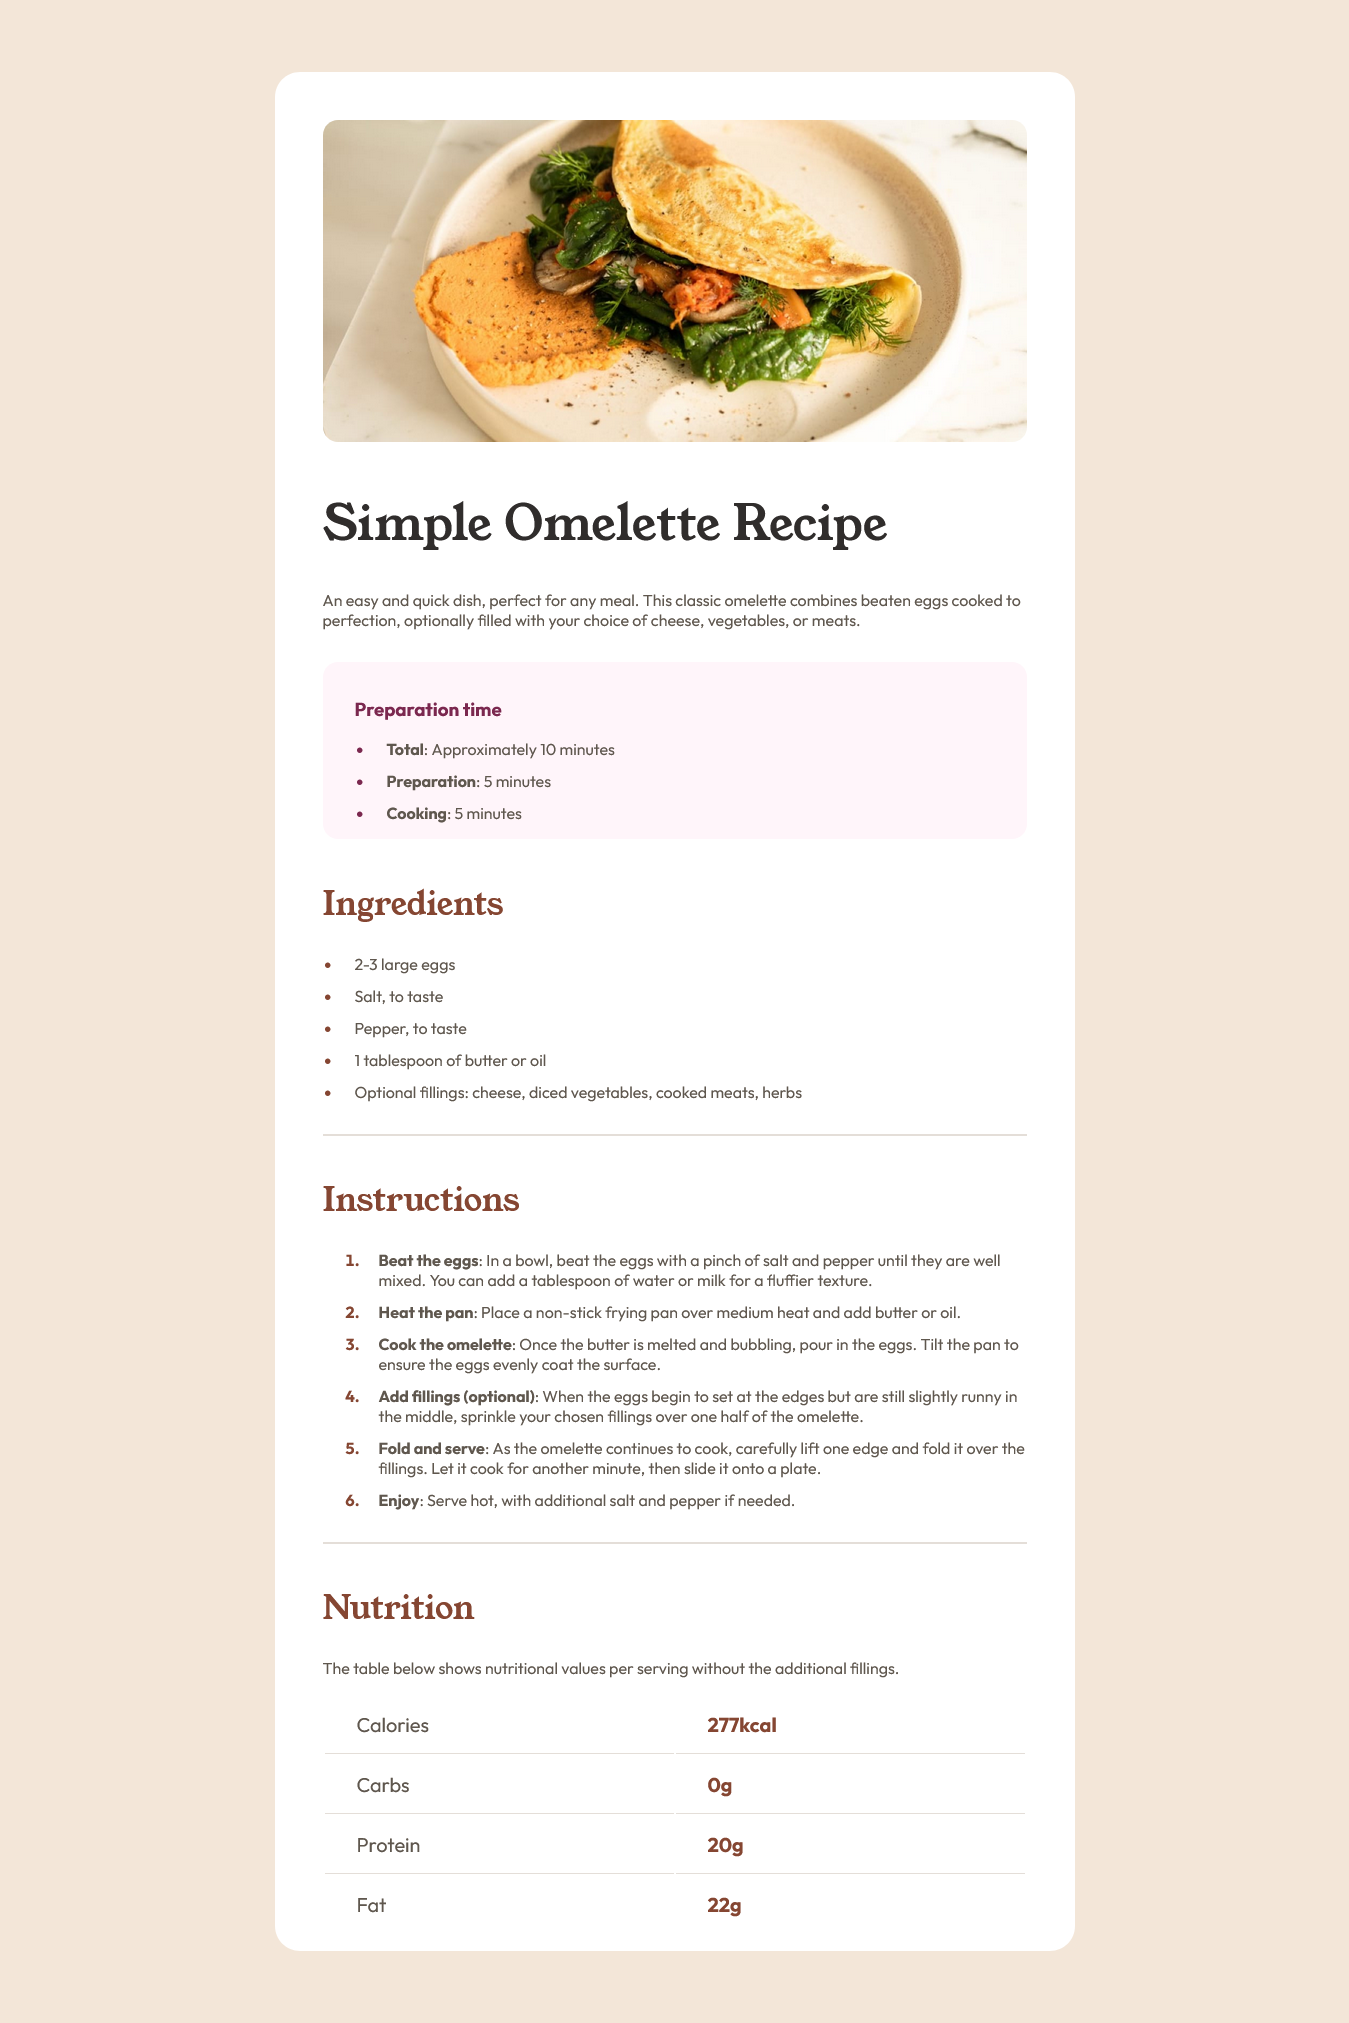 Simple Omelette Recipe
An easy and quick dish, perfect for any meal. This classic omelette combines beaten eggs cooked to
perfection, optionally filled with your choice of cheese, vegetables, or meats.
Preparation time
• Total: Approximately 10 minutes
• Preparation: 5 minutes
• Cooking: 5 minutes
Ingredients
• 2-3 large eggs
• Salt, to taste
• Pepper, to taste
• 1 tablespoon of butter or oil
• Optional fillings: cheese, diced vegetables, cooked meats, herbs
Instructions
1. Beat the eggs: In a bowl, beat the eggs with a pinch of salt and pepper until they are well
mixed. You can add a tablespoon of water or milk for a fluffier texture.
2. Heat the pan: Place a non-stick frying pan over medium heat and add butter or oil.
3. Cook the omelette: Once the butter is melted and bubbling, pour in the eggs. Tilt the pan to
ensure the eggs evenly coat the surface.
4. Add fillings (optional): When the eggs begin to set at the edges but are still slightly runny in
the middle, sprinkle your chosen fillings over one half of the omelette.
5. Fold and serve: As the omelette continues to cook, carefully lift one edge and fold it over the
fillings. Let it cook for another minute, then slide it onto a plate.
6. Enjoy: Serve hot, with additional salt and pepper if needed.
Nutrition
The table below shows nutritional values per serving without the additional fillings.
Calories 277kcal
Carbs 0g
Protein 20g
Fat 22g